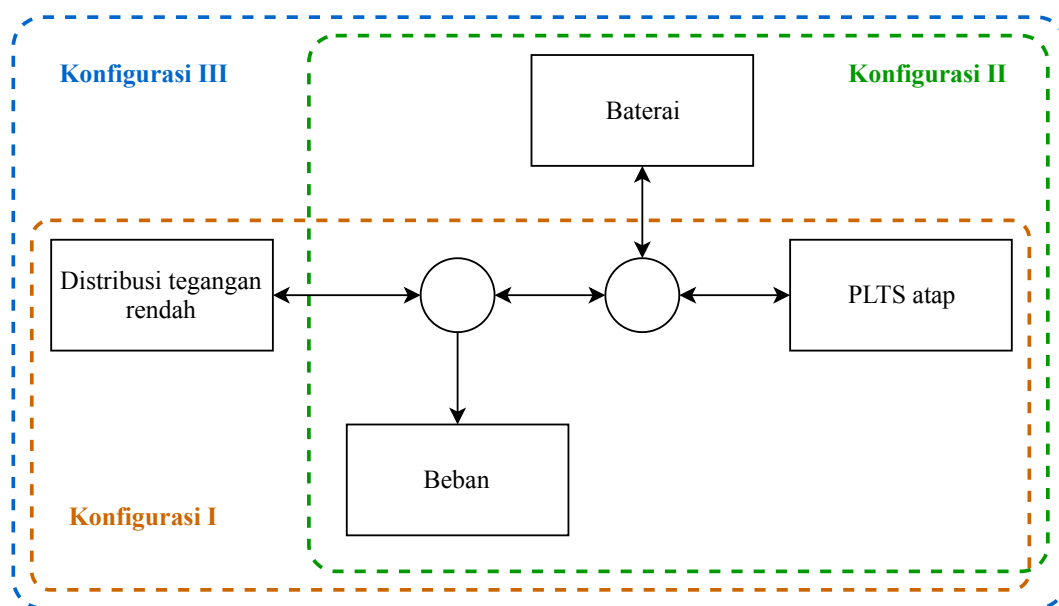 Konfigurasi III
Konfigurasi II
Baterai
Distribusi tegangan
rendah
PLTS atap
Beban
Konfigurasi I